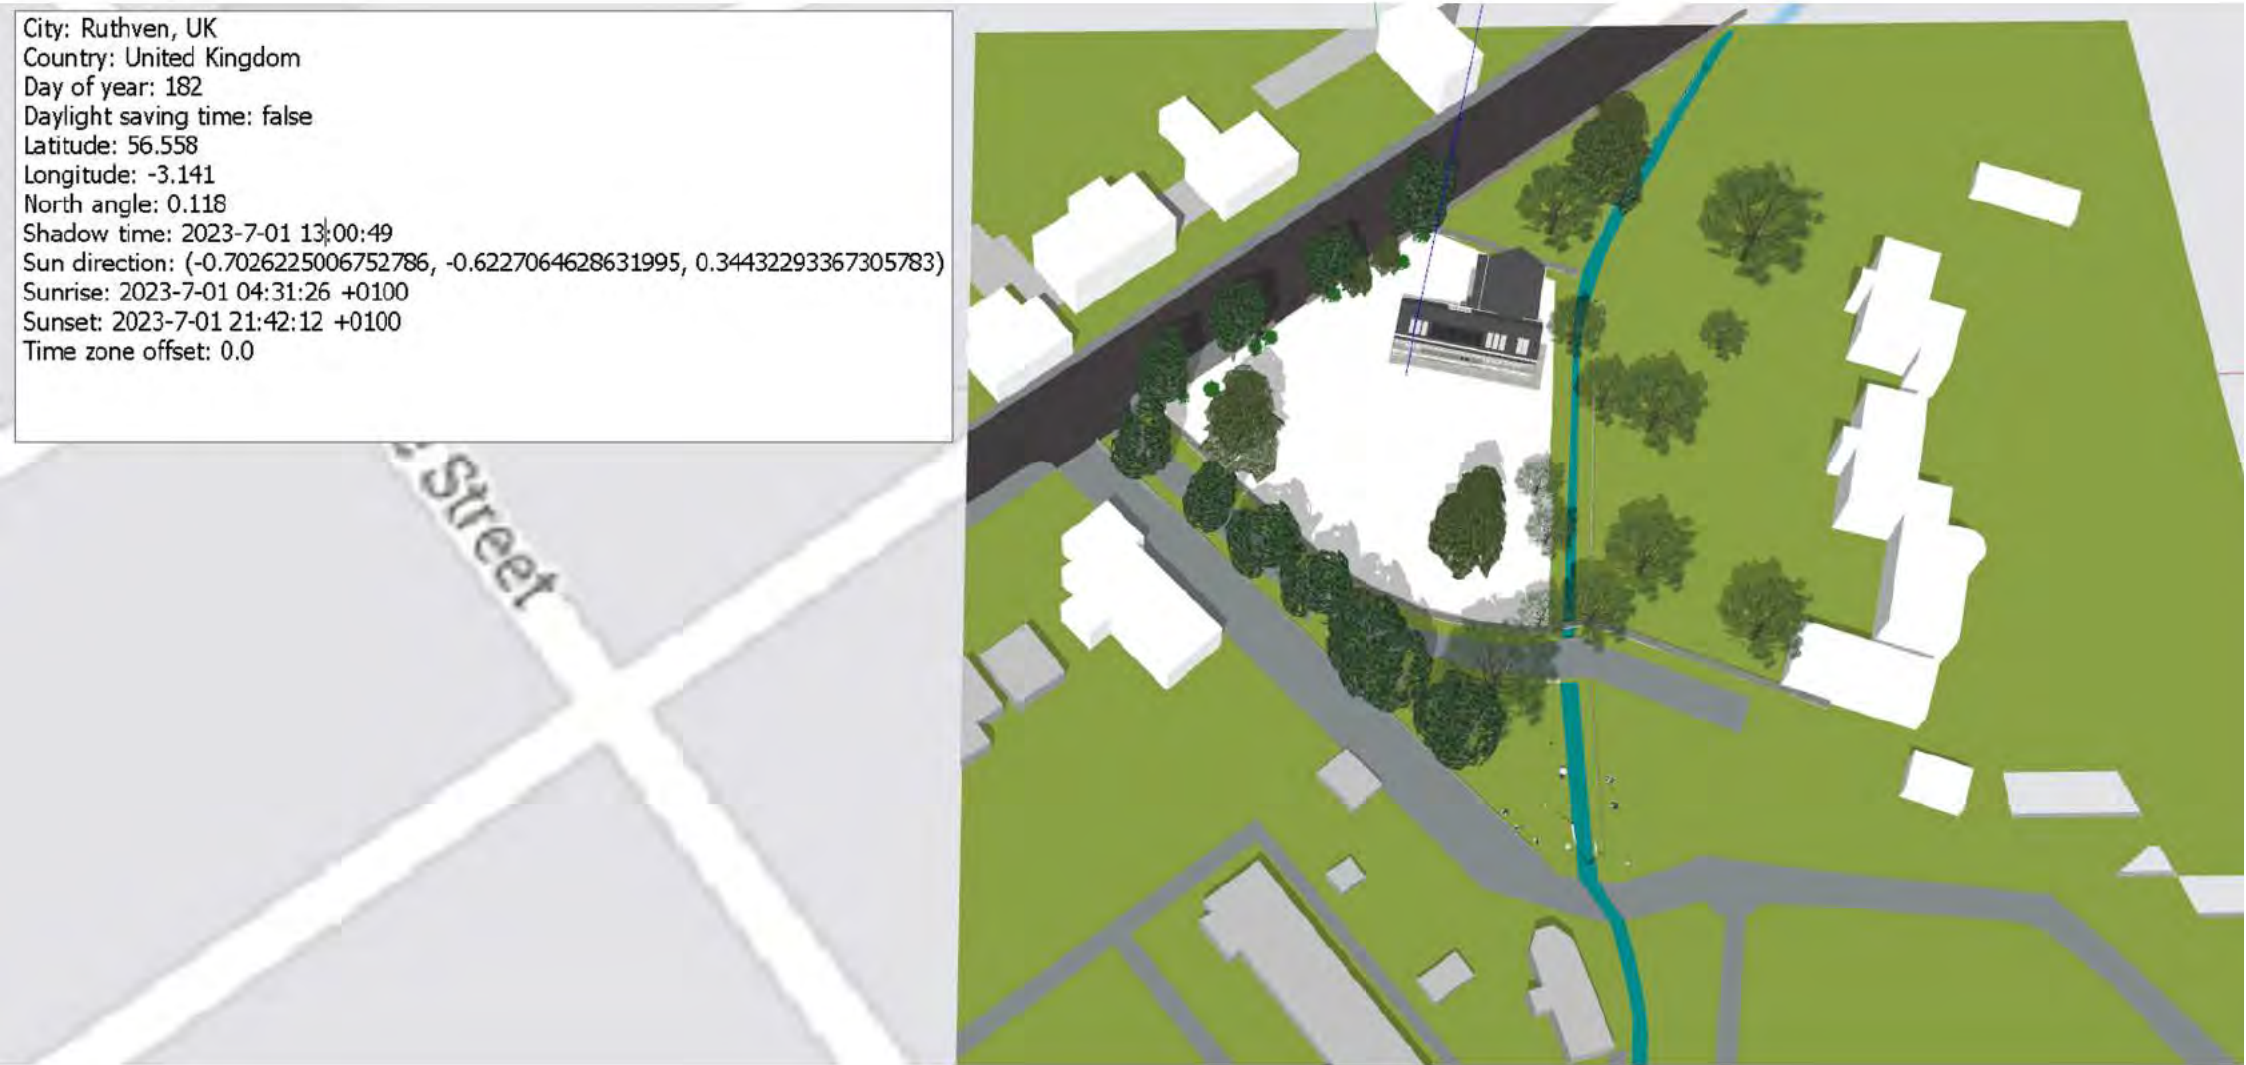 City: Ruthven, UK
Country: United Kingdom
Day of year: 182
Daylight saving time: false
Latitude: 56.558
Longitude: -3.141
North angle: 0.118
Shadow time: 2023-7-01 13:00:49
Sun direction: (-0.7026225006752786, -0.6227064628631995, 0.344322933367305783)
Sunrise: 2023-7-01 04:31:26 +0100
Sunset: 2023-7-01 21:42:12 +0100
Time zone offset: 0.0
Street